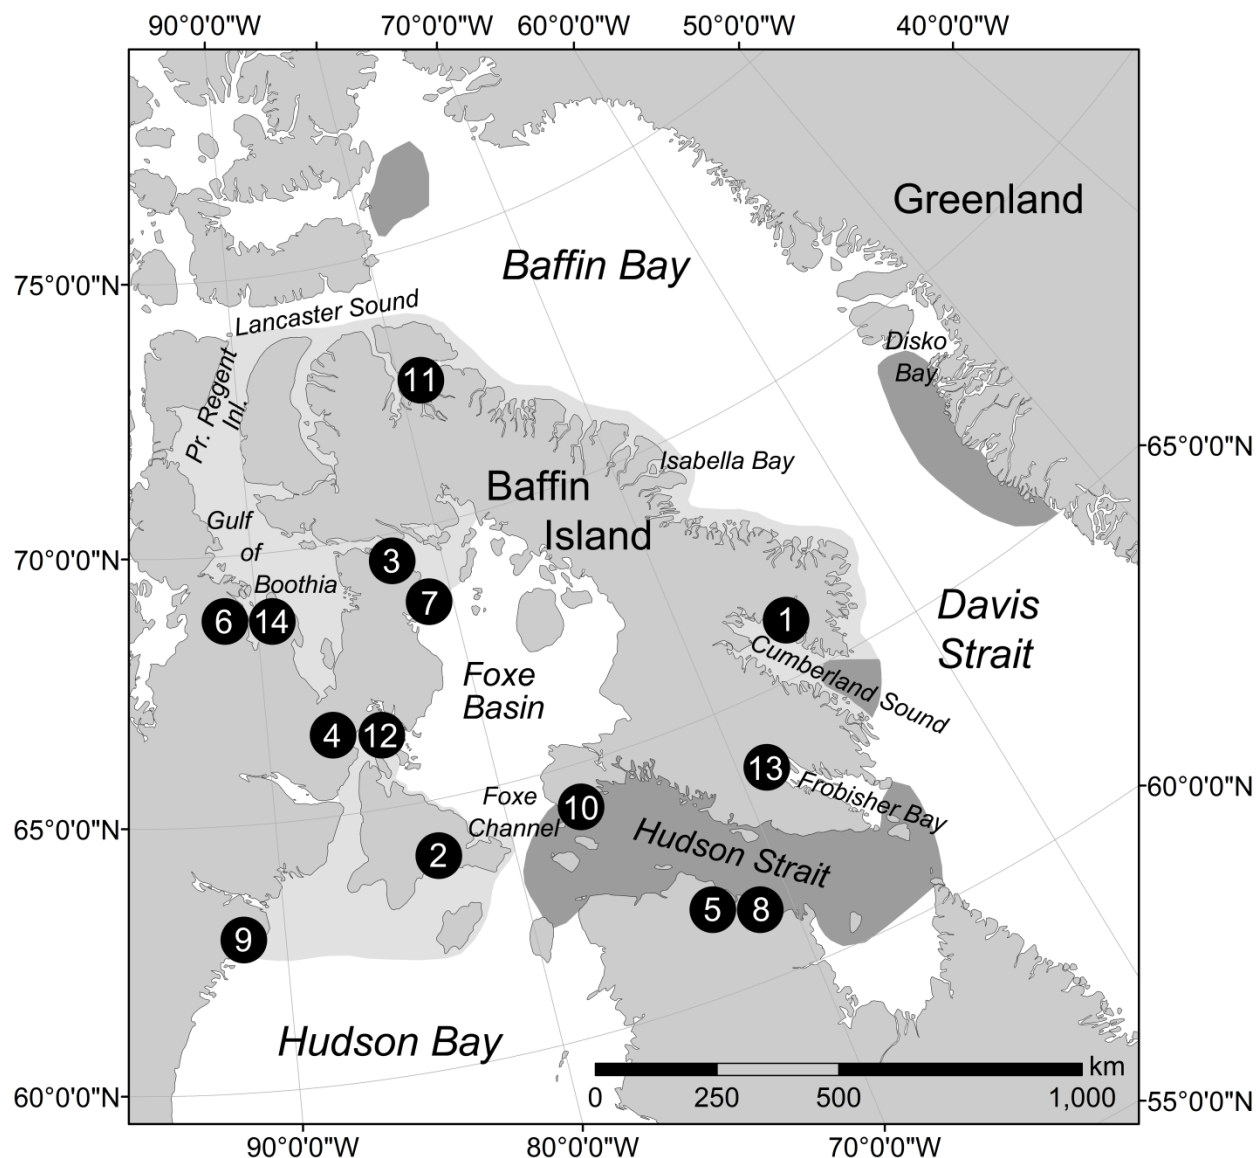 90°0'0"W
70°0'0"W
60°0'0"W
50°0'0"W
40°0'0"W
Greenland
Baffin Bay
75°0'0"N
Lancaster Sound
Disko
Bay
Pr. Regent
Inl.
11
65°0'0"N
Isabella Bay
Baffin
Island
Gulf
of
Boothia
70°0'0"N
3
7
6
14
1
Davis
Strait
Cumberland Sound
Foxe
Basin
4
12
13
Frobisher Bay
60°0'0"N
Foxe
Channel
10
65°0'0"N
Hudson Strait
2
5
8
9
Hudson Bay
km
0
250
500
1,000
60°0'0"N
55°0'0"N
90°0'0"W
80°0'0"W
70°0'0"W